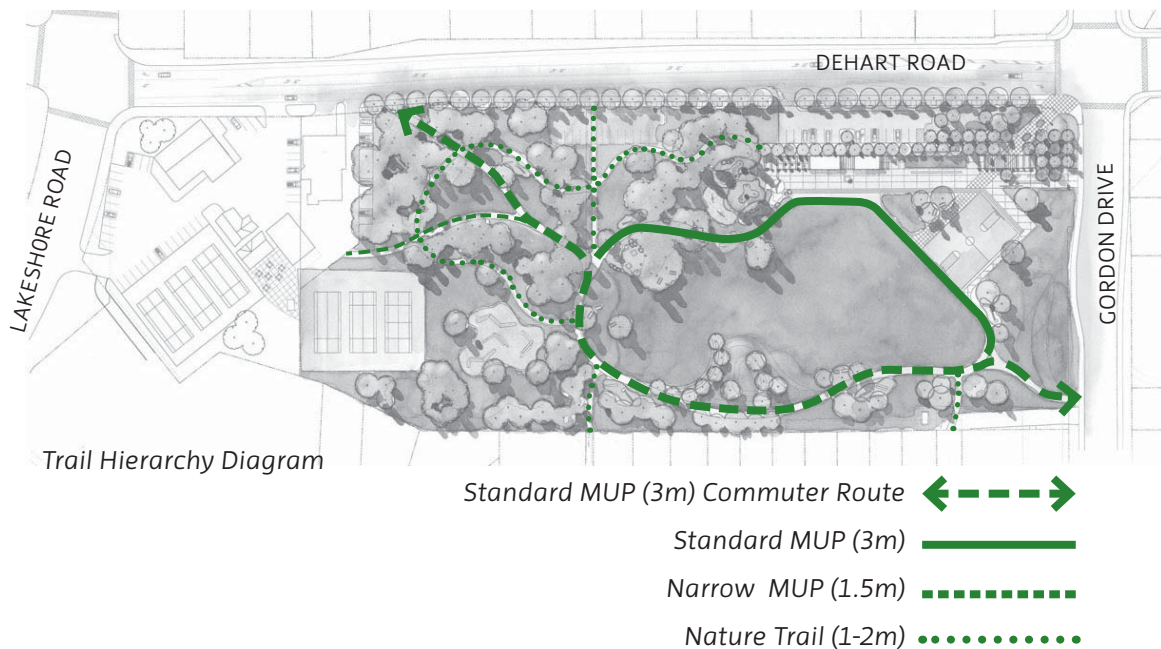 DEHART ROAD
LAKESHORE ROAD
GORDON DRIVE
Trail Hierarchy Diagram
Standard MUP (3m) Commuter Route
Standard MUP (3m)
Narrow MUP (1.5m)
Nature Trail (1-2m)